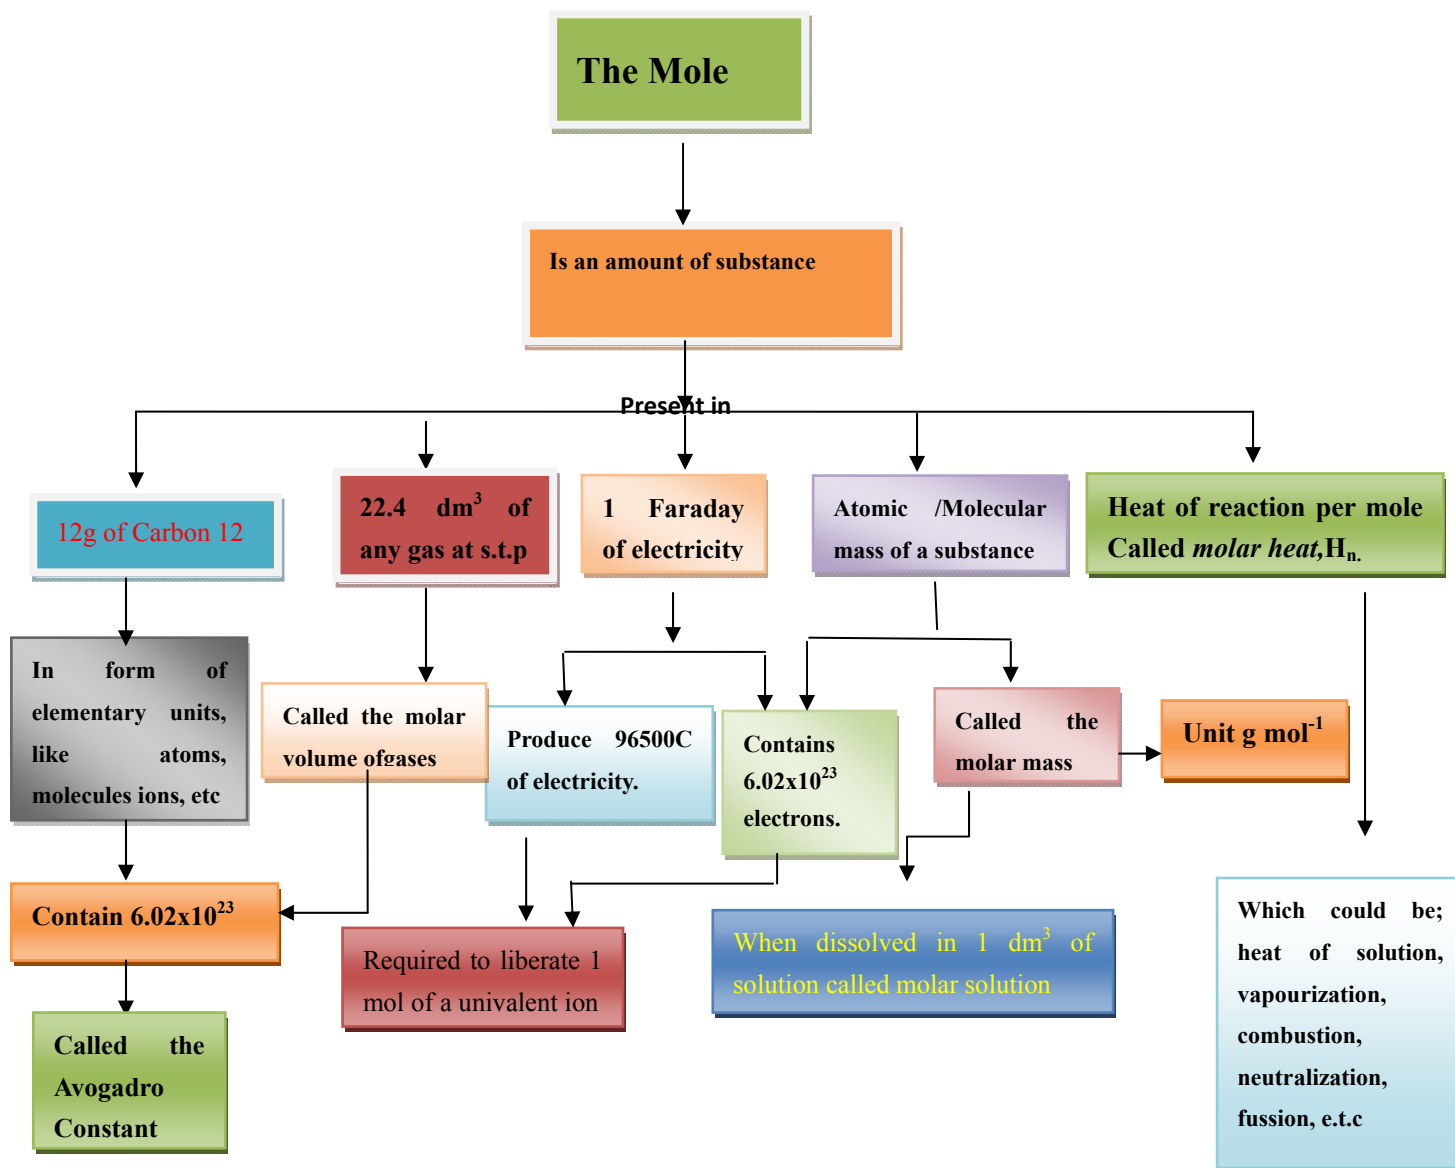 The Mole
Is an amount of substance
Present in
12g of Carbon 12
22.4 dm³ of
any gas at s.t.p
1 Faraday
of electricity
Atomic /Molecular
mass of a substance
Heat of reaction per mole
Called molar heat,Hₙ.
In form of
elementary units,
like atoms,
molecules ions, etc
Called the molar
volume ofgases
Produce 96500C
of electricity.
Contains
6.02x10²³
electrons.
Called the
molar mass
Unit g mol⁻¹
Contain 6.02x10²³
Required to liberate 1
mol of a univalent ion
When dissolved in 1 dm³ of
solution called molar solution
Which could be;
heat of solution,
vapourization,
combustion,
neutralization,
fussion, e.t.c
Called the
Avogadro
Constant